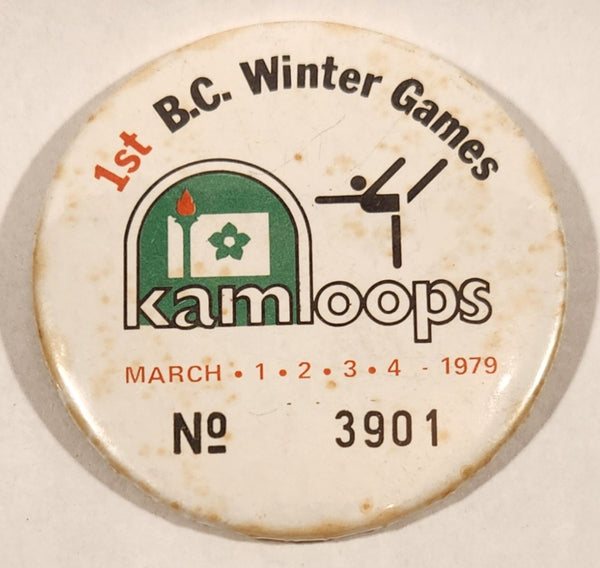 1st B.C. Winter Games
kamloops
MARCH • 1 • 2 • 3 • 4 - 1979
Nº 3901